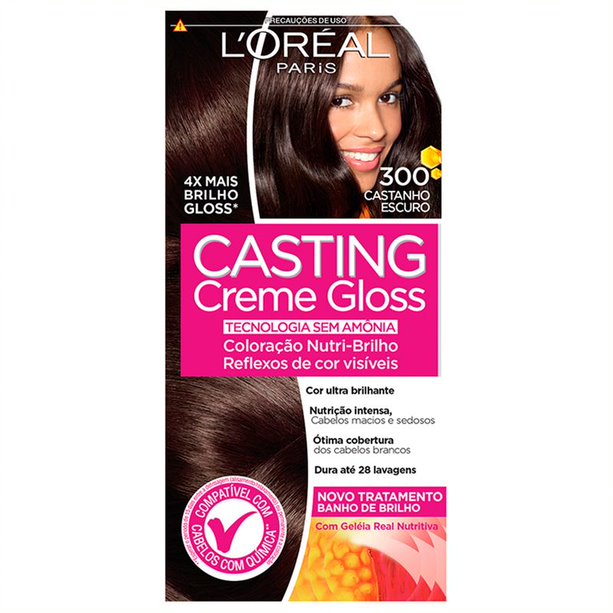 PRECAUÇÕES DE USO
L'ORÉAL
PARIS
4X MAIS
BRILHO
GLOSS*
300
CASTANHO
ESCURO
CASTING
Creme Gloss
TECNOLOGIA SEM AMÔNIA
Coloração Nutri-Brilho
Reflexos de cor visíveis
Cor ultra brilhante
Nutrição intensa,
Cabelos macios e sedosos
Ótima cobertura
dos cabelos brancos
Dura até 28 lavagens
NOVO TRATAMENTO
BANHO DE BRILHO
Com Geléia Real Nutritiva
COMPATÍVEL COM**
CABELOS COM QUÍMICA